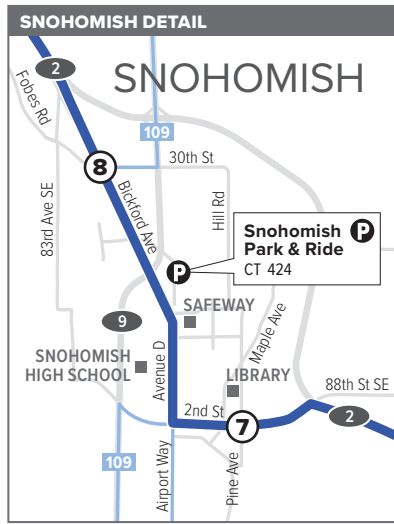 SNOHOMISH DETAIL
2
SNOHOMISH
Fobes Rd
109
30th St
8
83rd Ave SE
Bickford Ave
Hill Rd
Snohomish
Park & Ride
CT 424
P
P
9
SAFEWAY
Maple Ave
SNOHOMISH
HIGH SCHOOL
Avenue D
LIBRARY
88th St SE
2nd St
2
7
109
Airport Way
Pine Ave